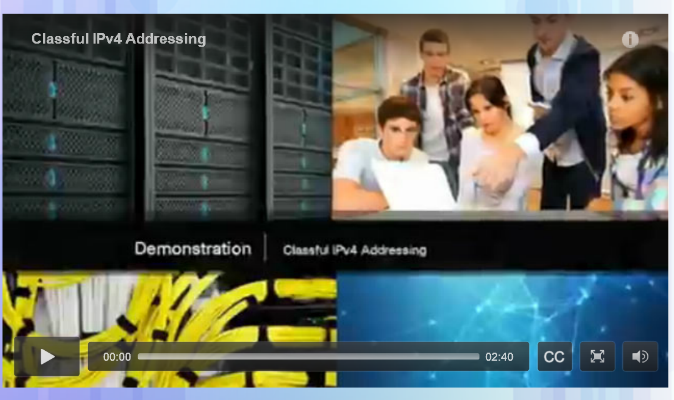 Classful IPv4 Addressing
i
Demonstration | Classful IPv4 Addressing
00:00 02:40 CC